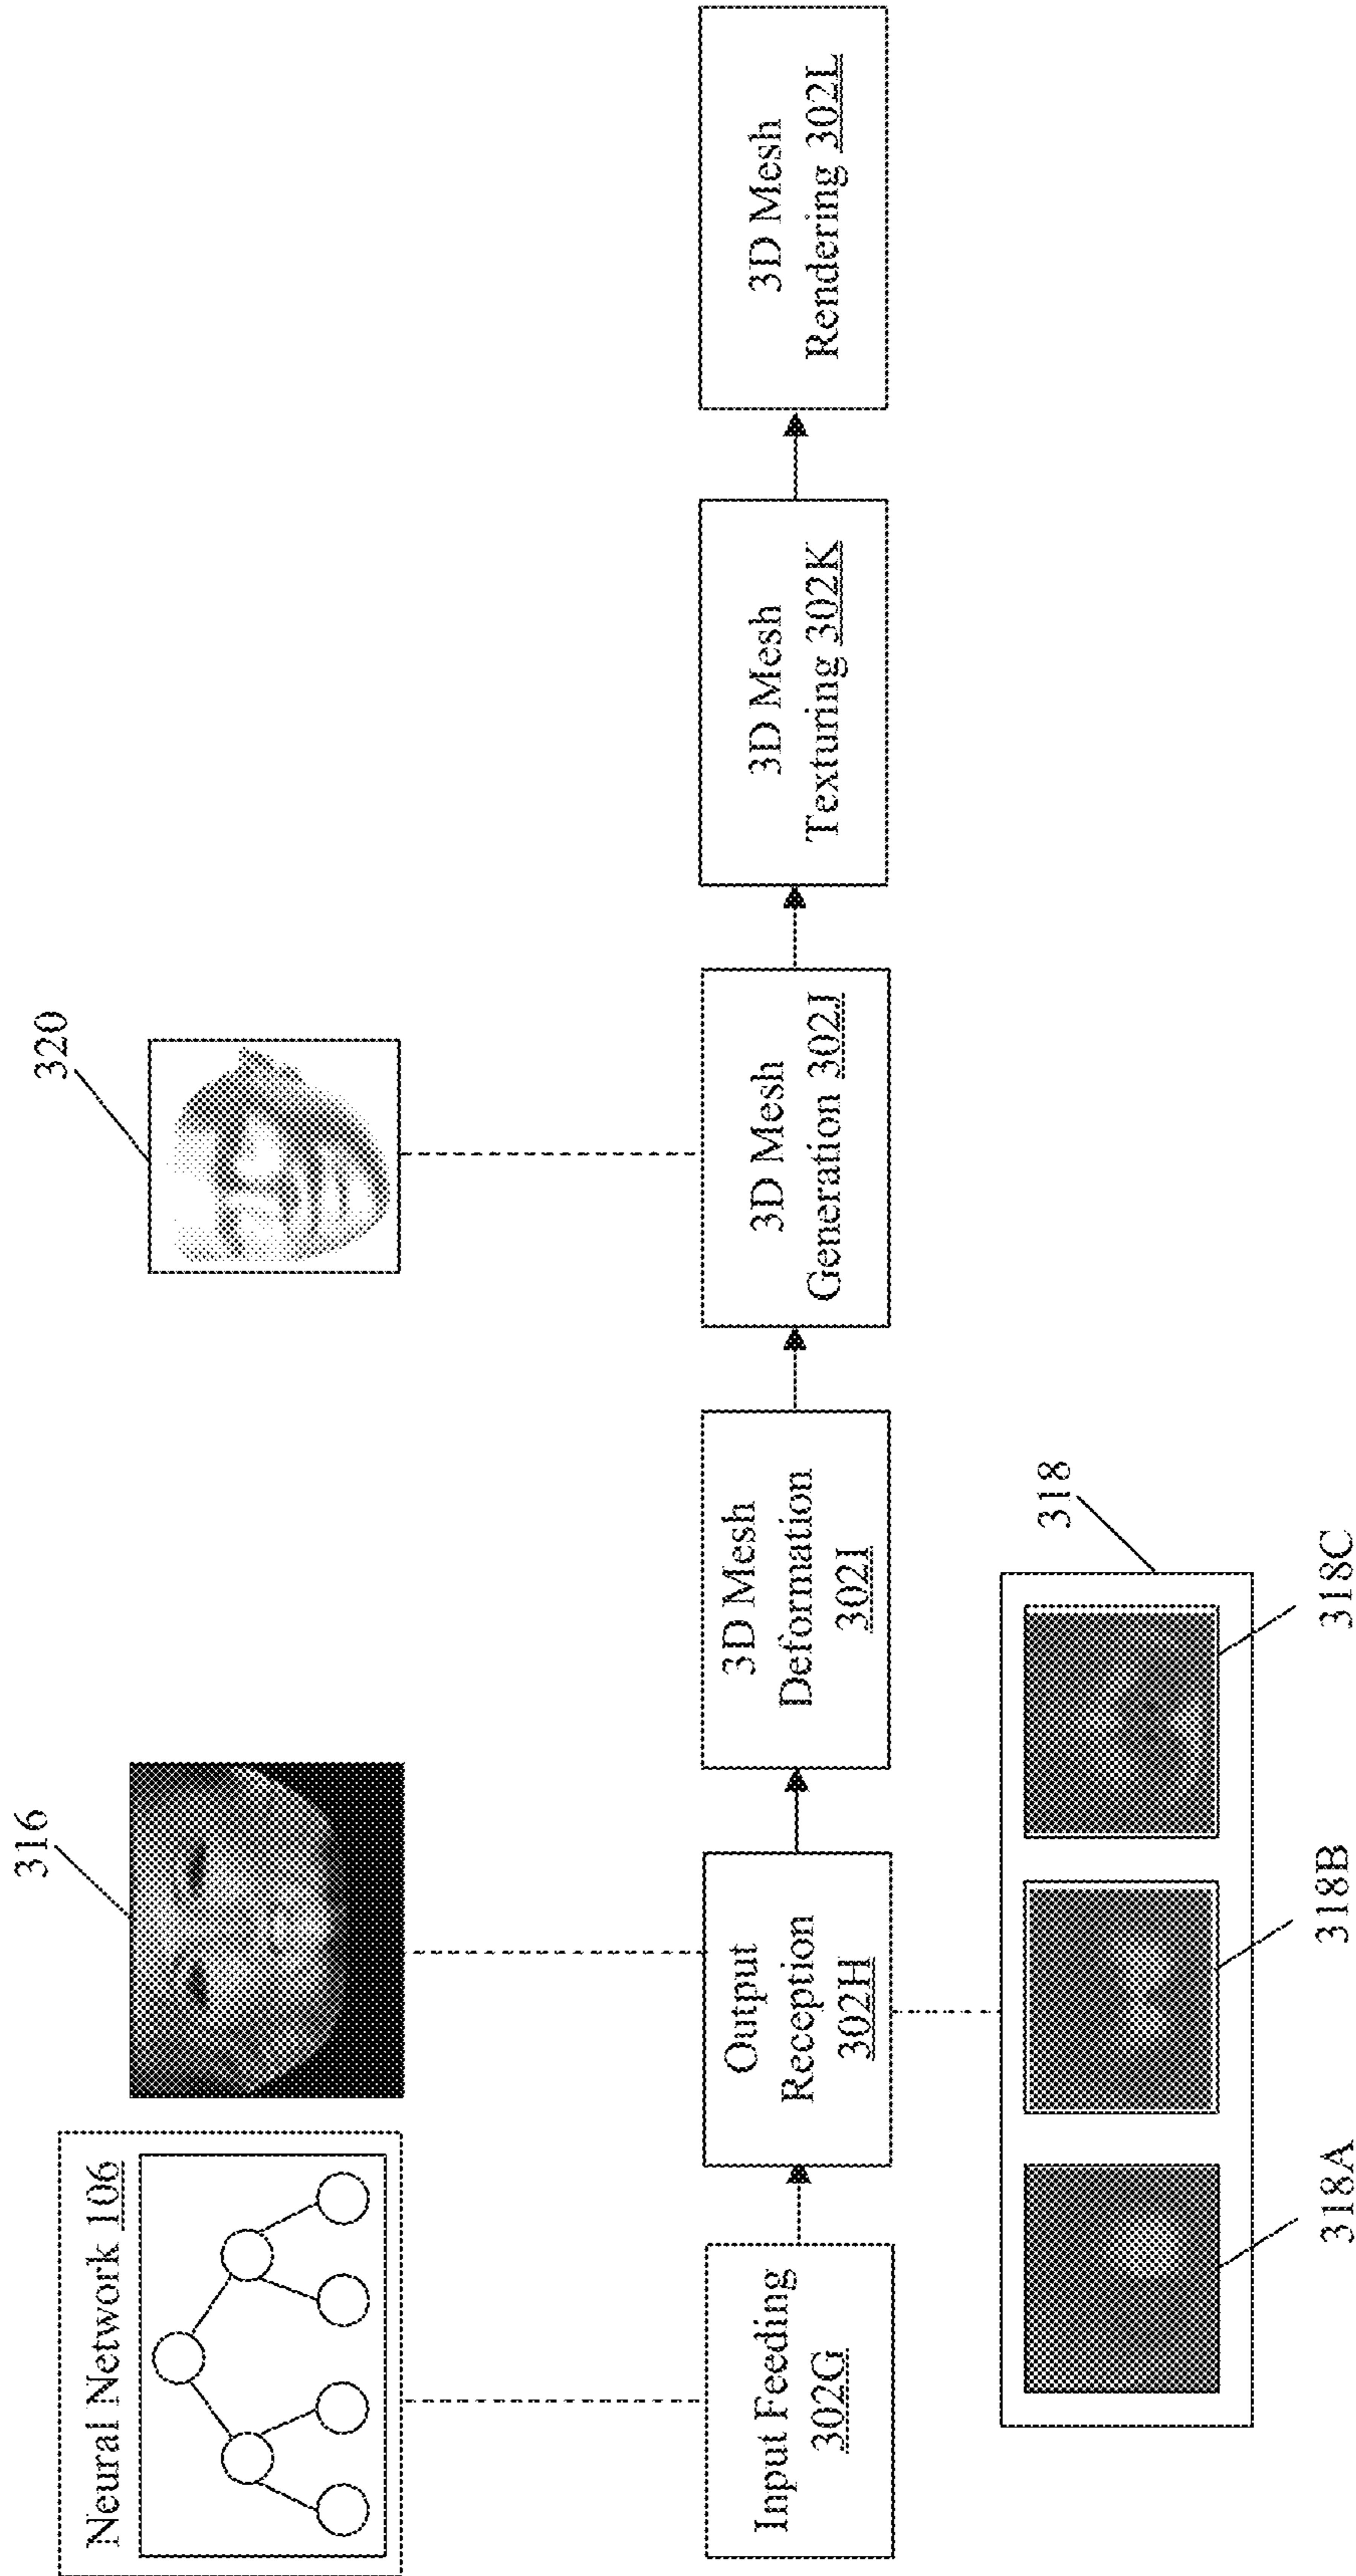 Neural Network 106
316
320
Input Feeding
302G
Output
Reception
302H
3D Mesh
Deformation
302I
3D Mesh
Generation 302J
3D Mesh
Texturing 302K
3D Mesh
Rendering 302L
318
318A
318B
318C